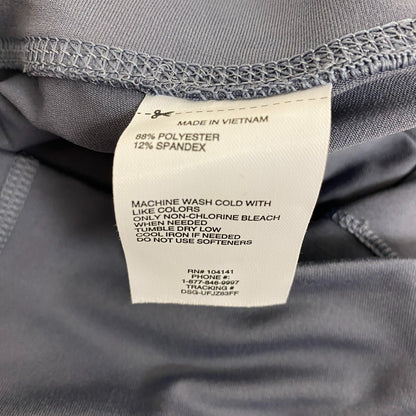 MADE IN VIETNAM
88% POLYESTER
12% SPANDEX
MACHINE WASH COLD WITH
LIKE COLORS
ONLY NON-CHLORINE BLEACH
WHEN NEEDED
TUMBLE DRY LOW
COOL IRON IF NEEDED
DO NOT USE SOFTENERS
RN# 104141
PHONE #:
1-877-846-9997
TRACKING #
DSG-UFJZ63FF